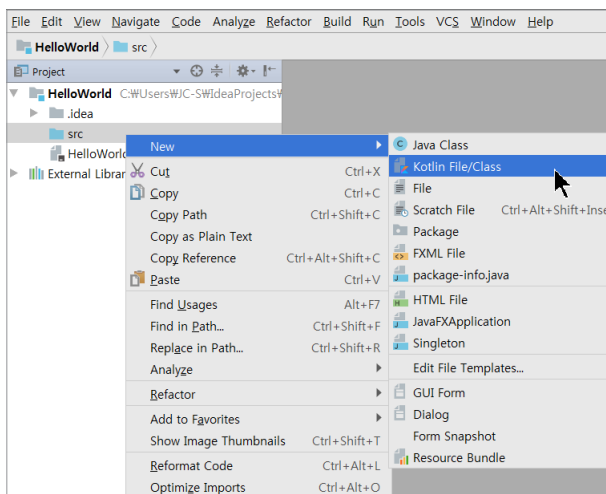 File Edit View Navigate Code Analyze Refactor Build Run Tools VCS Window Help
HelloWorld src
Project
HelloWorld C:₩Users₩JC-S₩IdeaProjects₩
.idea
src
HelloWorld
External Librar
New
Cut Ctrl+X
Copy Ctrl+C
Copy Path Ctrl+Shift+C
Copy as Plain Text
Copy Reference Ctrl+Alt+Shift+C
Paste Ctrl+V
Find Usages Alt+F7
Find in Path... Ctrl+Shift+F
Replace in Path... Ctrl+Shift+R
Analyze
Refactor
Add to Favorites
Show Image Thumbnails Ctrl+Shift+T
Reformat Code Ctrl+Alt+L
Optimize Imports Ctrl+Alt+O
Java Class
Kotlin File/Class
File
Scratch File Ctrl+Alt+Shift+Inse
Package
FXML File
package-info.java
HTML File
JavaFXApplication
Singleton
Edit File Templates...
GUI Form
Dialog
Form Snapshot
Resource Bundle